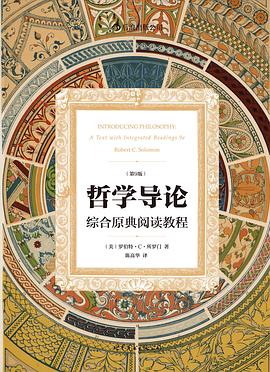 INTRODUCING PHILOSOPHY:
A Text with Integrated Readings 9e
Robert C. Solomon
(第9版)
哲学导论
综合原典阅读教程
(美)罗伯特·C·所罗门 著
陈高华 译